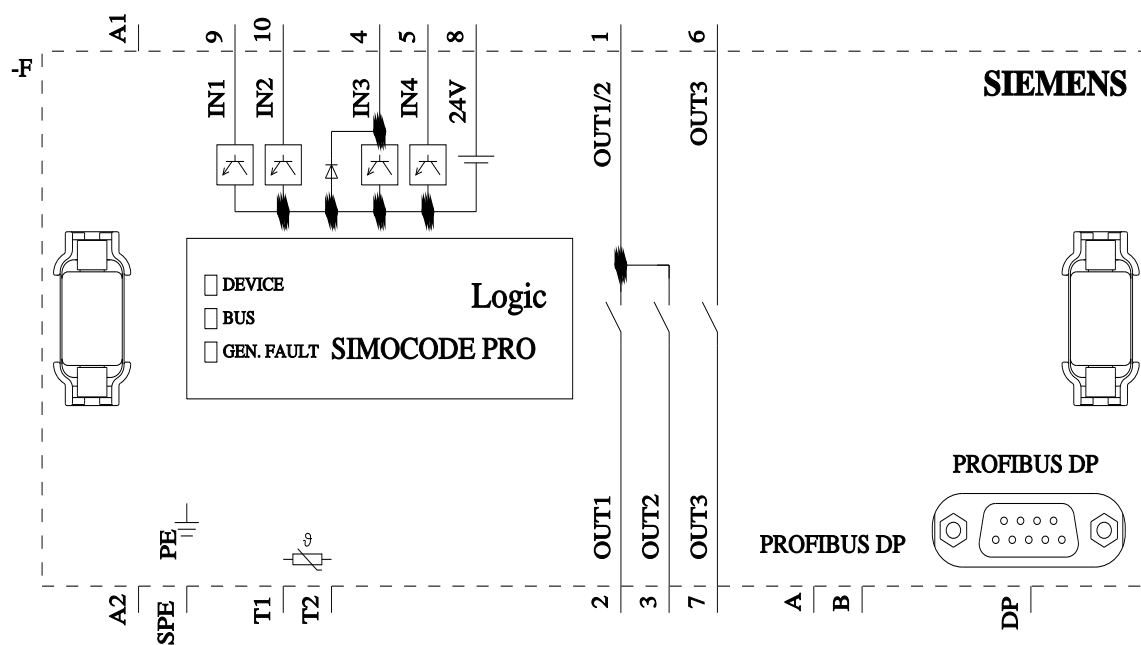 A1
9
10
4
5
8
1
6
-F
IN1
IN2
IN3
IN4
24V
OUT1/2
OUT3
SIEMENS
DEVICE
BUS
GEN. FAULT
Logic
SIMOCODE PRO
PROFIBUS DP
PE
ϑ
OUT1
OUT2
OUT3
PROFIBUS DP
A2
SPE
T1
T2
2
3
7
A
B
DP